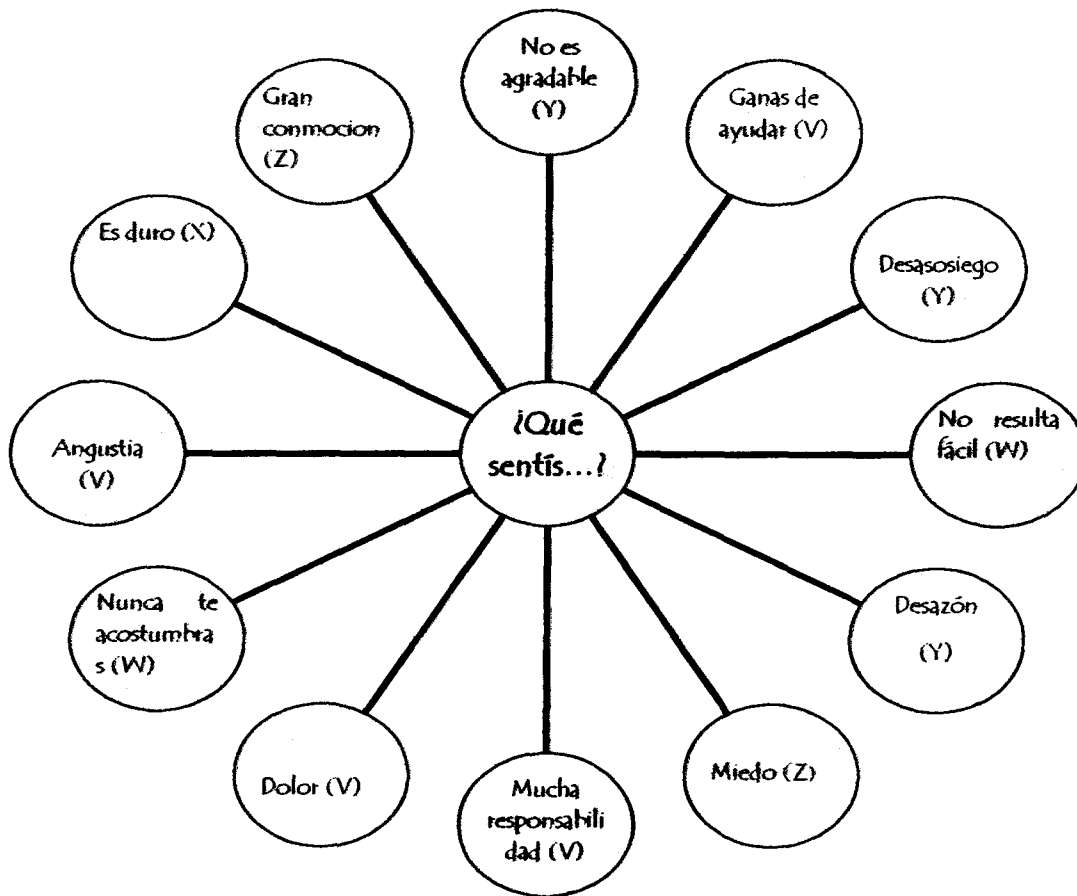 No es
agradable
(Y)
Ganas de
ayudar (V)
Desasosiego
(Y)
No resulta
fácil (W)
Desazón
(Y)
Miedo (Z)
Mucha
responsabili
dad (V)
Dolor (V)
Nunca te
acostumbra
s (W)
Angustia
(V)
Es duro (X)
Gran
conmocion
(Z)
¿Qué
sentís...?